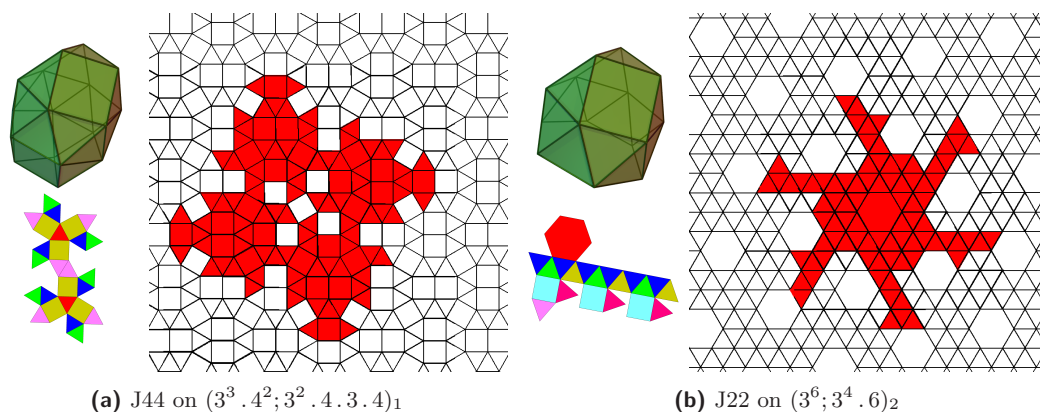 (a) J44 on (3³ . 4²; 3² . 4 . 3 . 4)₁
(b) J22 on (3⁶; 3⁴ . 6)₂